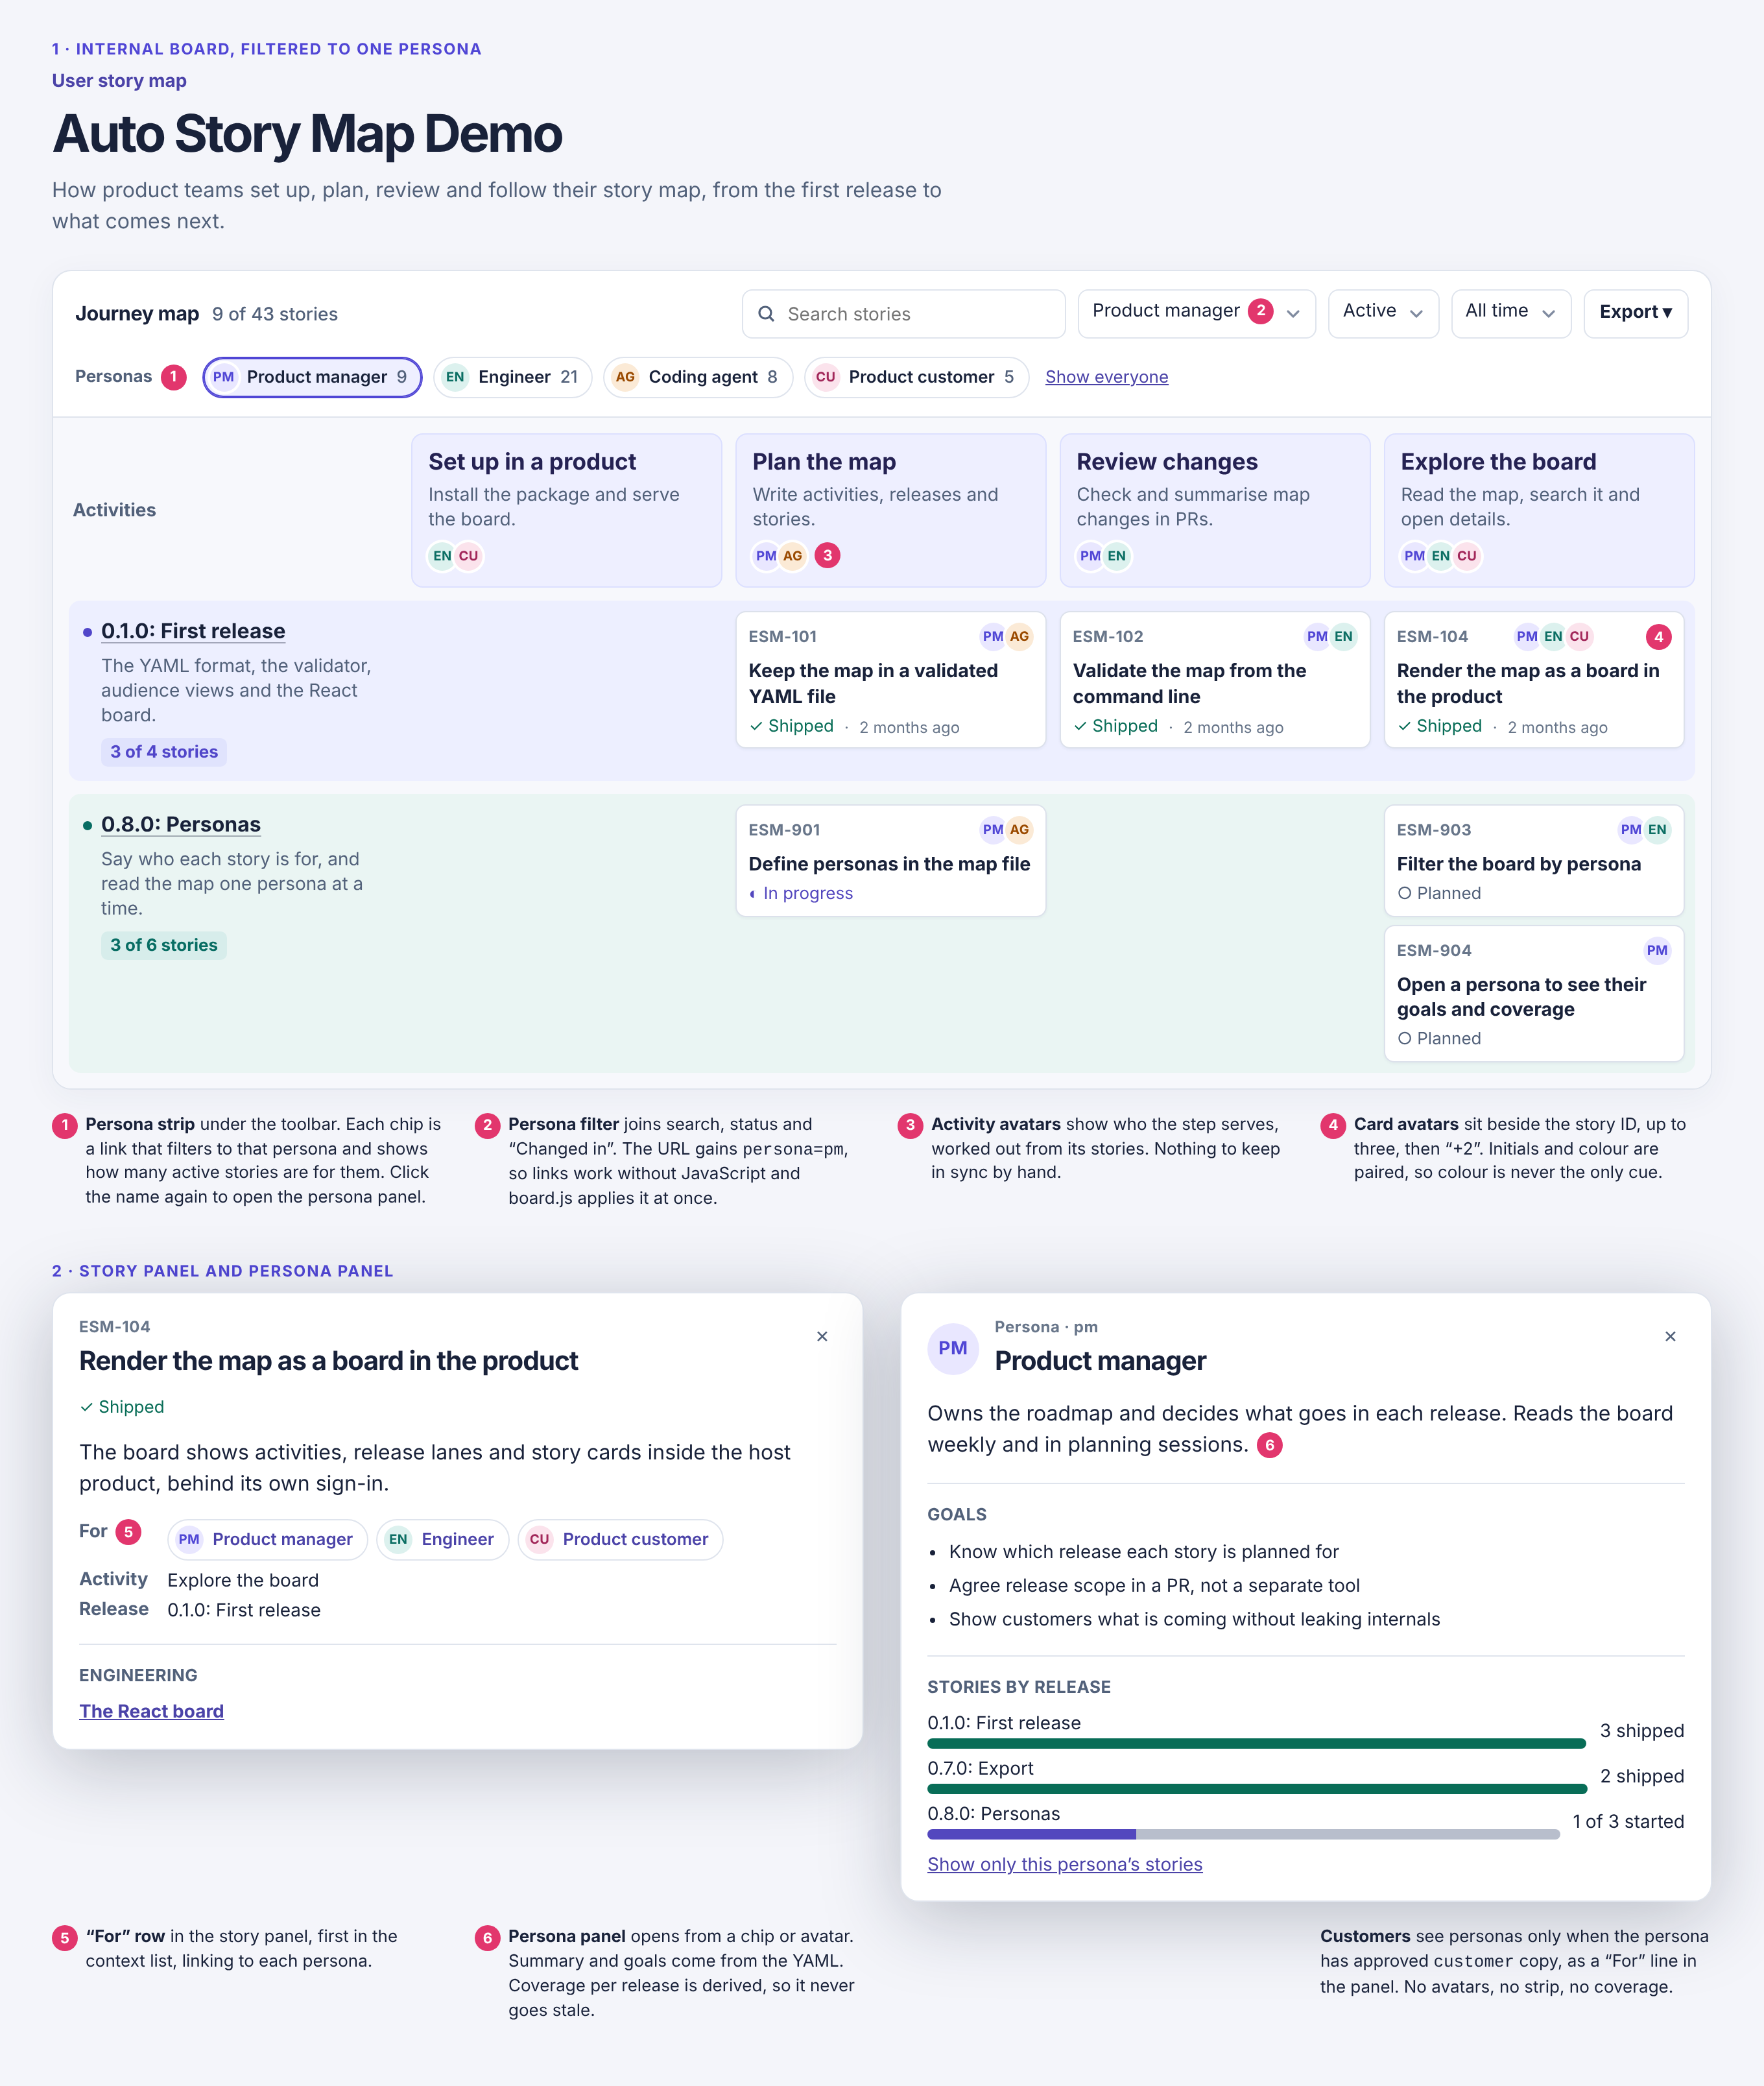 1 · INTERNAL BOARD, FILTERED TO ONE PERSONA
User story map
Auto Story Map Demo
How product teams set up, plan, review and follow their story map, from the first release to
what comes next.
Journey map 9 of 43 stories
Search stories
Product manager 2
Active
All time
Export ▾
Personas 1
PM Product manager 9
EN Engineer 21
AG Coding agent 8
CU Product customer 5
Show everyone
Activities
Set up in a product
Install the package and serve
the board.
EN CU
Plan the map
Write activities, releases and
stories.
PM AG 3
Review changes
Check and summarise map
changes in PRs.
PM EN
Explore the board
Read the map, search it and
open details.
PM EN CU
0.1.0: First release
The YAML format, the validator,
audience views and the React
board.
3 of 4 stories
ESM-101 PM AG
Keep the map in a validated
YAML file
✓ Shipped · 2 months ago
ESM-102 PM EN
Validate the map from the
command line
✓ Shipped · 2 months ago
ESM-104 PM EN CU 4
Render the map as a board in
the product
✓ Shipped · 2 months ago
0.8.0: Personas
Say who each story is for, and
read the map one persona at a
time.
3 of 6 stories
ESM-901 PM AG
Define personas in the map file
In progress
ESM-903 PM EN
Filter the board by persona
Planned
ESM-904 PM
Open a persona to see their
goals and coverage
Planned
1 Persona strip under the toolbar. Each chip is
a link that filters to that persona and shows
how many active stories are for them. Click
the name again to open the persona panel.
2 Persona filter joins search, status and
“Changed in”. The URL gains persona=pm,
so links work without JavaScript and
board.js applies it at once.
3 Activity avatars show who the step serves,
worked out from its stories. Nothing to keep
in sync by hand.
4 Card avatars sit beside the story ID, up to
three, then “+2”. Initials and colour are
paired, so colour is never the only cue.
2 · STORY PANEL AND PERSONA PANEL
ESM-104
×
Render the map as a board in the product
✓ Shipped
The board shows activities, release lanes and story cards inside the host
product, behind its own sign-in.
For 5 PM Product manager EN Engineer CU Product customer
Activity Explore the board
Release 0.1.0: First release
ENGINEERING
The React board
PM
Persona · pm
×
Product manager
Owns the roadmap and decides what goes in each release. Reads the board
weekly and in planning sessions. 6
GOALS
• Know which release each story is planned for
• Agree release scope in a PR, not a separate tool
• Show customers what is coming without leaking internals
STORIES BY RELEASE
0.1.0: First release 3 shipped
0.7.0: Export 2 shipped
0.8.0: Personas 1 of 3 started
Show only this persona’s stories
5 “For” row in the story panel, first in the
context list, linking to each persona.
6 Persona panel opens from a chip or avatar.
Summary and goals come from the YAML.
Coverage per release is derived, so it never
goes stale.
Customers see personas only when the persona
has approved customer copy, as a “For” line in
the panel. No avatars, no strip, no coverage.